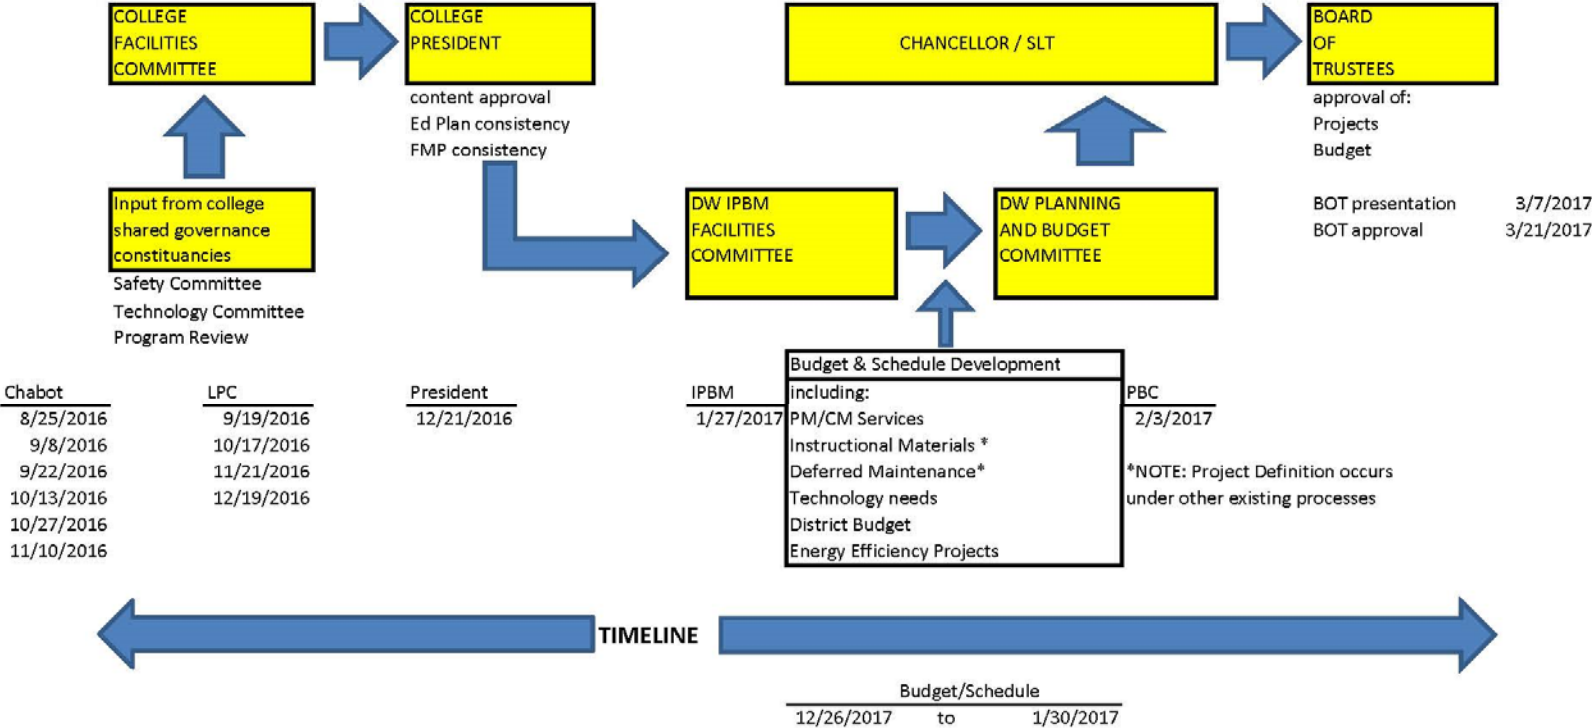 COLLEGE
FACILITIES
COMMITTEE
COLLEGE
PRESIDENT
CHANCELLOR / SLT
BOARD
OF
TRUSTEES
content approval
Ed Plan consistency
FMP consistency
approval of:
Projects
Budget
Input from college
shared governance
constituancies
DW IPBM
FACILITIES
COMMITTEE
DW PLANNING
AND BUDGET
COMMITTEE
BOT presentation 3/7/2017
BOT approval 3/21/2017
Safety Committee
Technology Committee
Program Review
Chabot
8/25/2016
9/8/2016
9/22/2016
10/13/2016
10/27/2016
11/10/2016
LPC
9/19/2016
10/17/2016
11/21/2016
12/19/2016
President
12/21/2016
IPBM
1/27/2017
Budget & Schedule Development
including:
PM/CM Services
Instructional Materials *
Deferred Maintenance*
Technology needs
District Budget
Energy Efficiency Projects
PBC
2/3/2017
*NOTE: Project Definition occurs
under other existing processes
TIMELINE
Budget/Schedule
12/26/2017 to 1/30/2017